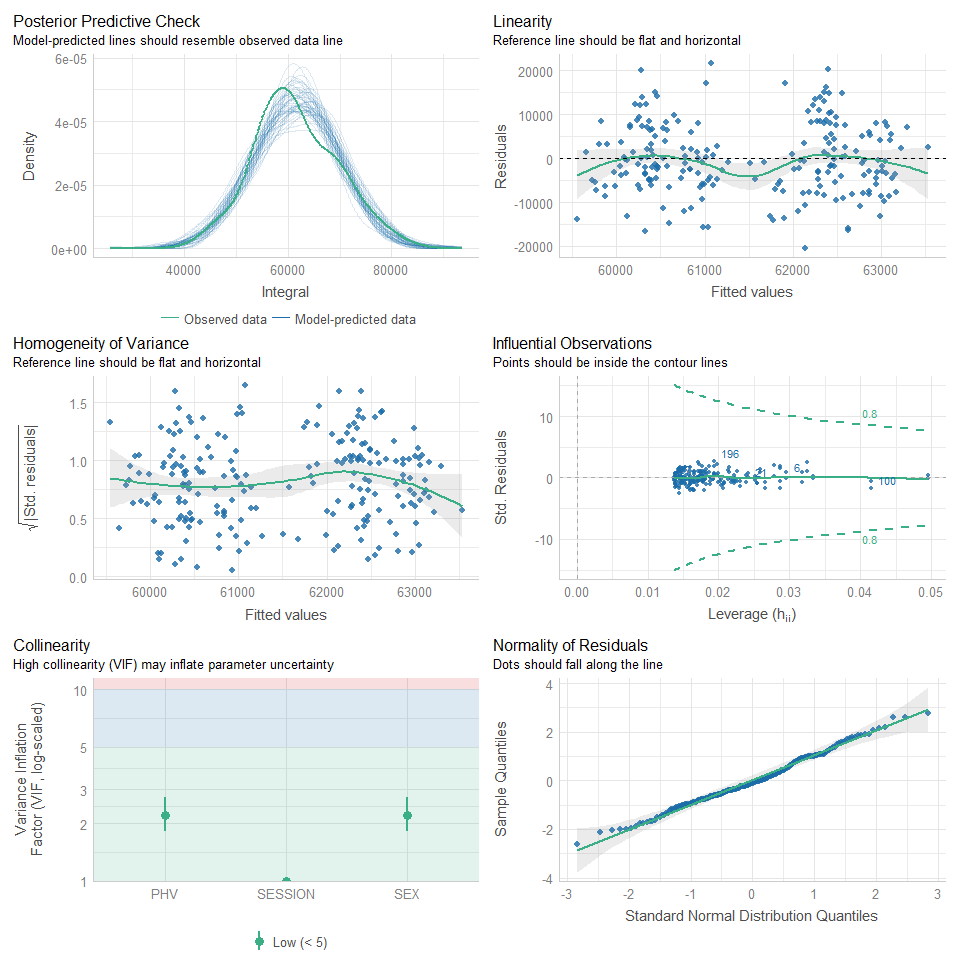 Posterior Predictive Check
Model-predicted lines should resemble observed data line
6e-05
4e-05
2e-05
0e+00
Density
40000 60000 80000
Integral
Observed data Model-predicted data
Linearity
Reference line should be flat and horizontal
20000
10000
0
-10000
-20000
Residuals
60000 61000 62000 63000
Fitted values
Homogeneity of Variance
Reference line should be flat and horizontal
1.5
1.0
0.5
0.0
√|Std. residuals|
60000 61000 62000 63000
Fitted values
Influential Observations
Points should be inside the contour lines
10
0
-10
Std. Residuals
0.8
196
6
100
0.8
0.00 0.01 0.02 0.03 0.04 0.05
Leverage (hii)
Collinearity
High collinearity (VIF) may inflate parameter uncertainty
10
5
3
2
1
Variance Inflation
Factor (VIF, log-scaled)
PHV SESSION SEX
Low (< 5)
Normality of Residuals
Dots should fall along the line
4
2
0
-2
-4
Sample Quantiles
-3 -2 -1 0 1 2 3
Standard Normal Distribution Quantiles